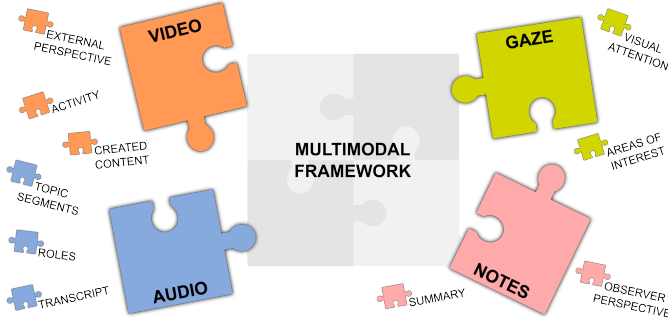 VIDEO
EXTERNAL
PERSPECTIVE
ACTIVITY
CREATED
CONTENT
GAZE
VISUAL
ATTENTION
AREAS OF
INTEREST
MULTIMODAL
FRAMEWORK
TOPIC
SEGMENTS
ROLES
TRANSCRIPT
AUDIO
NOTES
SUMMARY
OBSERVER
PERSPECTIVE